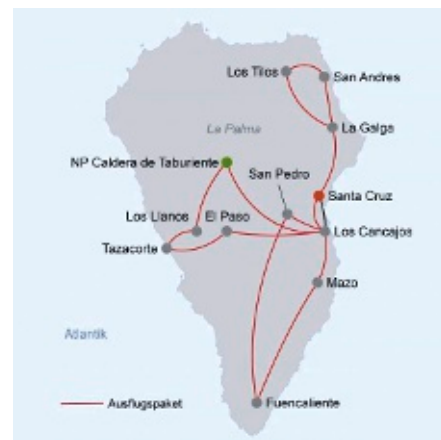 Los Tilos
San Andres
La Palma
La Galga
NP Caldera de Taburiente
San Pedro
Santa Cruz
Los Llanos
El Paso
Los Cancajos
Tazacorte
Mazo
Atlantik
Ausflugspaket
Fuencaliente